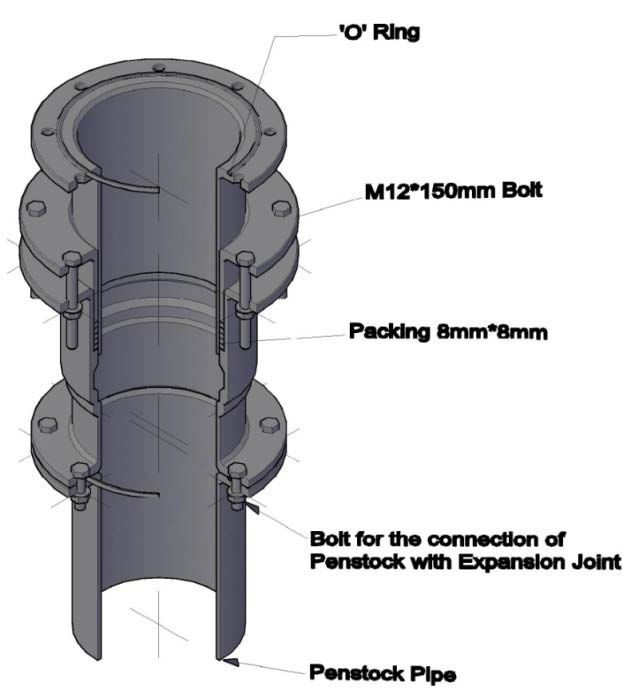 'O' Ring
M12*150mm Bolt
Packing 8mm*8mm
Bolt for the connection of
Penstock with Expansion Joint
Penstock Pipe